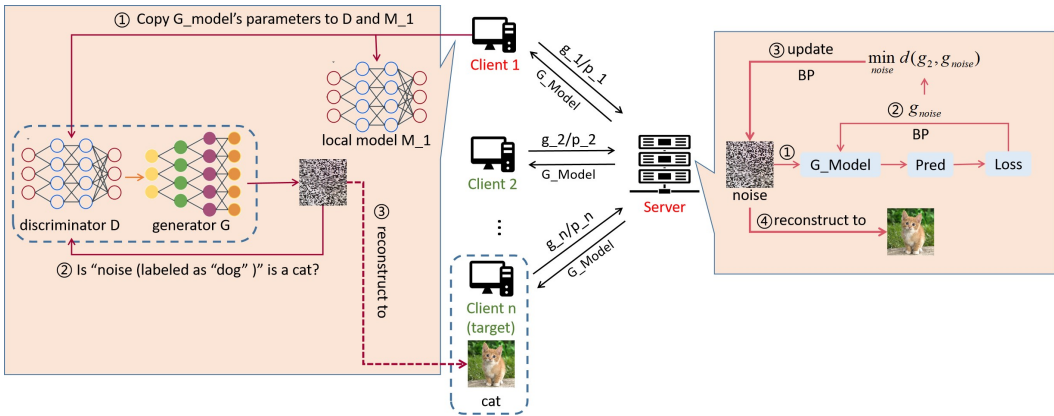 ① Copy G_model's parameters to D and M_1
local model M_1
discriminator D
generator G
② Is "noise (labeled as "dog" )" is a cat?
③ reconstruct to
Client 1
g_1/p_1
G_Model
Client 2
g_2/p_2
G_Model
...
g_n/p_n
G_Model
Client n
(target)
cat
Server
③ update
BP
min d(g₂, g_noise)
noise
② g_noise
BP
①
G_Model
Pred
Loss
noise
④ reconstruct to